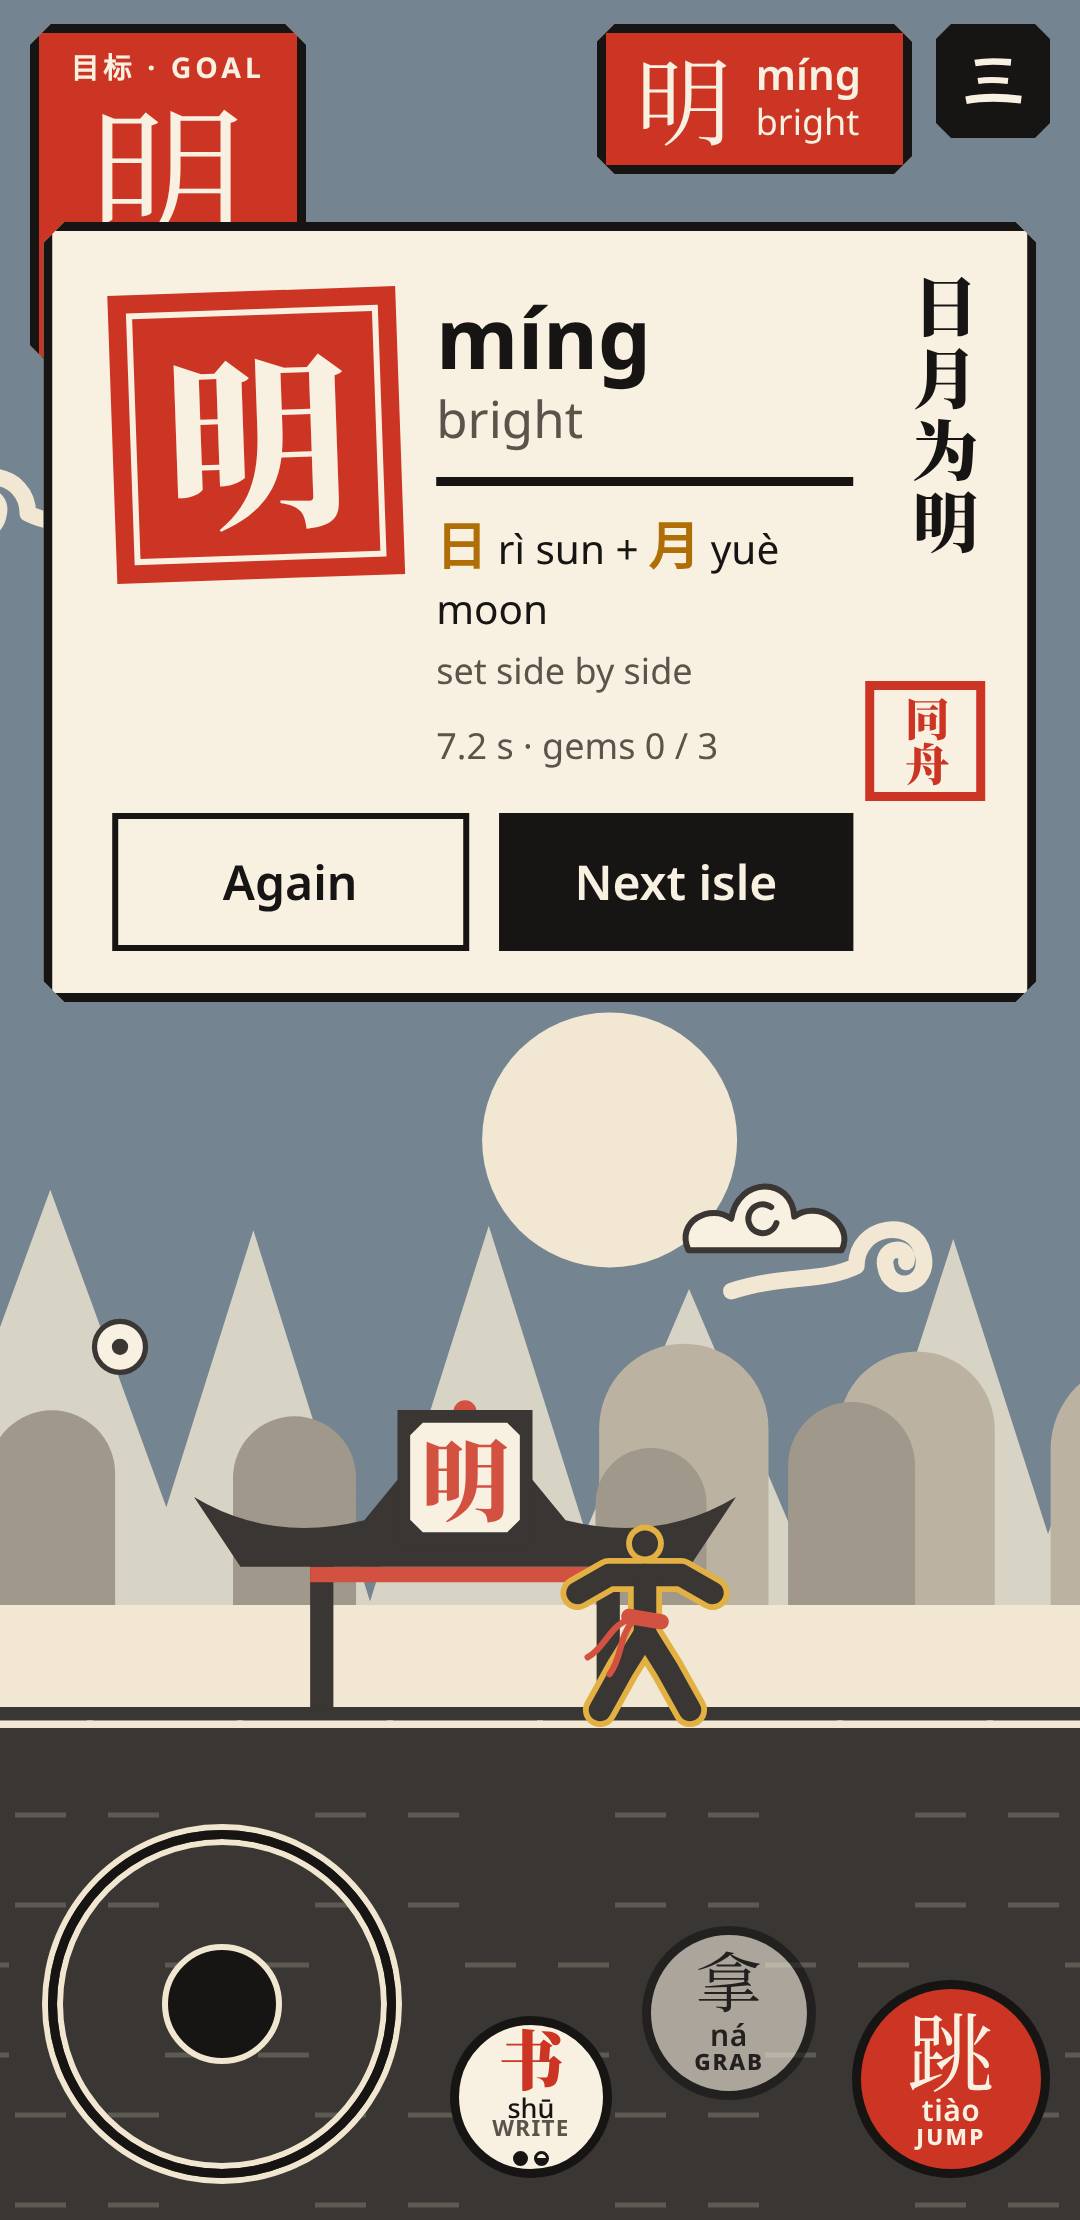 目标 · GOAL
明
明 míng
bright
三
明
míng
bright
日 rì sun + 月 yuè
moon
set side by side
7.2 s · gems 0 / 3
日月为明
同舟
Again
Next isle
明
书
shū
WRITE
拿
ná
GRAB
跳
tiào
JUMP